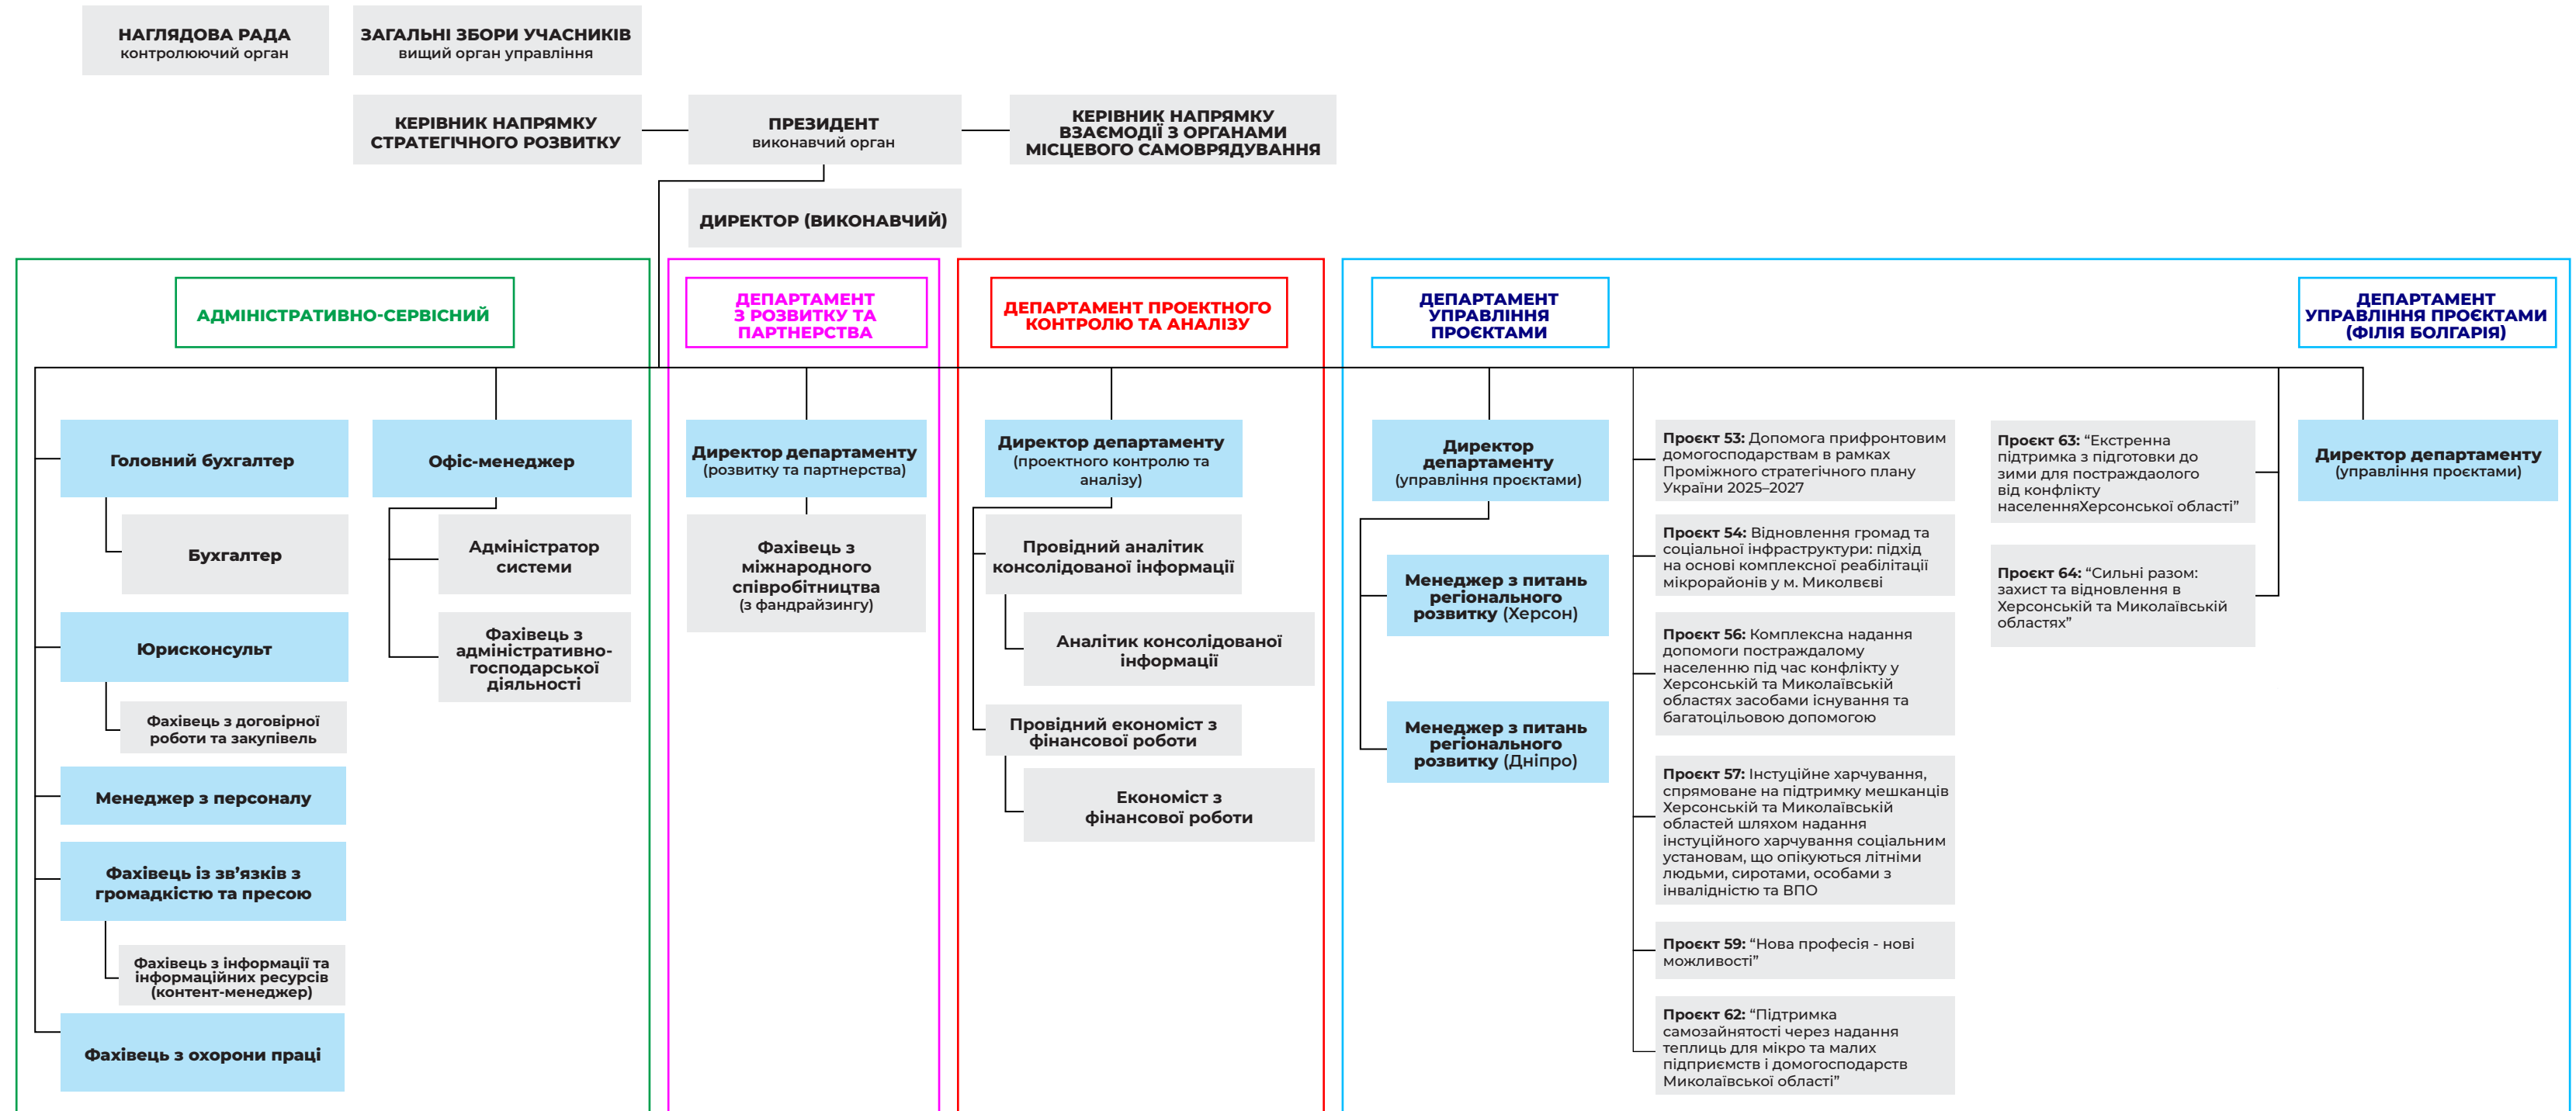 НАГЛЯДОВА РАДА
контролюючий орган
ЗАГАЛЬНІ ЗБОРИ УЧАСНИКІВ
вищий орган управління
КЕРІВНИК НАПРЯМКУ
СТРАТЕГІЧНОГО РОЗВИТКУ
ПРЕЗИДЕНТ
виконавчий орган
КЕРІВНИК НАПРЯМКУ
ВЗАЄМОДІЇ З ОРГАНАМИ
МІСЦЕВОГО САМОВРЯДУВАННЯ
ДИРЕКТОР (ВИКОНАВЧИЙ)
АДМІНІСТРАТИВНО-СЕРВІСНИЙ
ДЕПАРТАМЕНТ
З РОЗВИТКУ ТА
ПАРТНЕРСТВА
ДЕПАРТАМЕНТ ПРОЕКТНОГО
КОНТРОЛЮ ТА АНАЛІЗУ
ДЕПАРТАМЕНТ
УПРАВЛІННЯ
ПРОЄКТАМИ
ДЕПАРТАМЕНТ
УПРАВЛІННЯ ПРОЄКТАМИ
(ФІЛІЯ БОЛГАРІЯ)
Головний бухгалтер
Бухгалтер
Юрисконсульт
Фахівець з договірної
роботи та закупівель
Менеджер з персоналу
Фахівець із зв’язків з
громадкістю та пресою
Фахівець з інформації та
інформаційних ресурсів
(контент-менеджер)
Фахівець з охорони праці
Офіс-менеджер
Адміністратор
системи
Фахівець з
адміністративно-
господарської
діяльності
Директор департаменту
(розвитку та партнерства)
Фахівець з
міжнародного
співробітництва
(з фандрайзингу)
Директор департаменту
(проектного контролю та
аналізу)
Провідний аналітик
консолідованої інформації
Аналітик консолідованої
інформації
Провідний економіст з
фінансової роботи
Економіст з
фінансової роботи
Директор
департаменту
(управління проєктами)
Менеджер з питань
регіонального
розвитку (Херсон)
Менеджер з питань
регіонального
розвитку (Дніпро)
Проєкт 53: Допомога прифронтовим
домогосподарствам в рамках
Проміжного стратегічного плану
України 2025–2027
Проєкт 54: Відновлення громад та
соціальної інфраструктури: підхід
на основі комплексної реабілітації
мікрорайонів у м. Миколвєві
Проєкт 56: Комплексна надання
допомоги постраждалому
населенню під час конфлікту у
Херсонській та Миколаївській
областях засобами існування та
багатоцільовою допомогою
Проєкт 57: Інстуційне харчування,
спрямоване на підтримку мешканців
Херсонській та Миколаївській
областей шляхом надання
інстуційного харчування соціальним
установам, що опікуються літніми
людьми, сиротами, особами з
інвалідністю та ВПО
Проєкт 59: “Нова професія - нові
можливості”
Проєкт 62: “Підтримка
самозайнятості через надання
теплиць для мікро та малих
підприємств і домогосподарств
Миколаївської області”
Проєкт 63: “Екстренна
підтримка з підготовки до
зими для постраждаолого
від конфлікту
населенняХерсонської області”
Проєкт 64: “Сильні разом:
захист та відновлення в
Херсонській та Миколаївській
областях”
Директор департаменту
(управління проєктами)